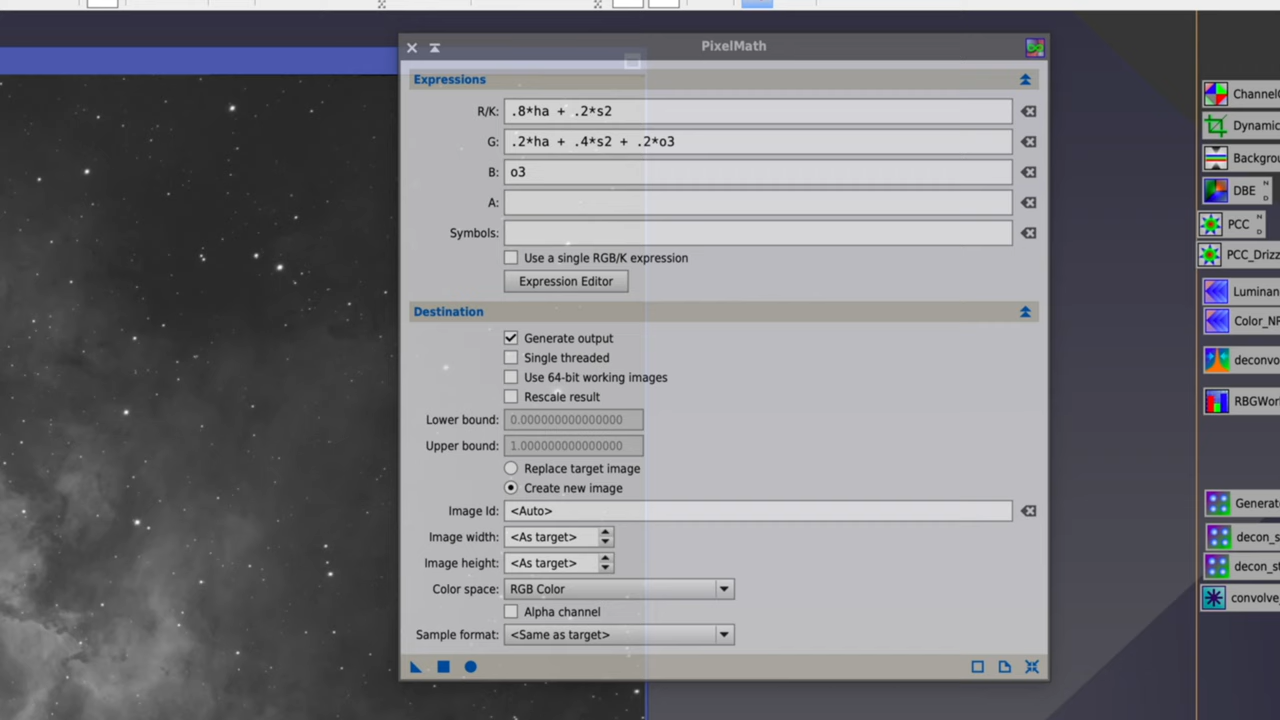 PixelMath
Expressions
R/K: .8*ha + .2*s2
G: .2*ha + .4*s2 + .2*o3
B: o3
A:
Symbols:
Use a single RGB/K expression
Expression Editor
Destination
Generate output
Single threaded
Use 64-bit working images
Rescale result
Lower bound: 0.000000000000000
Upper bound: 1.000000000000000
Replace target image
Create new image
Image Id: <Auto>
Image width: <As target>
Image height: <As target>
Color space: RGB Color
Alpha channel
Sample format: <Same as target>
Channel
Dynamic
Backgrou
DBE N D
PCC N D
PCC_Drizz
Luminan
Color_NR
deconvo
RBGWor
Generat
decon_s
decon_st
convolve